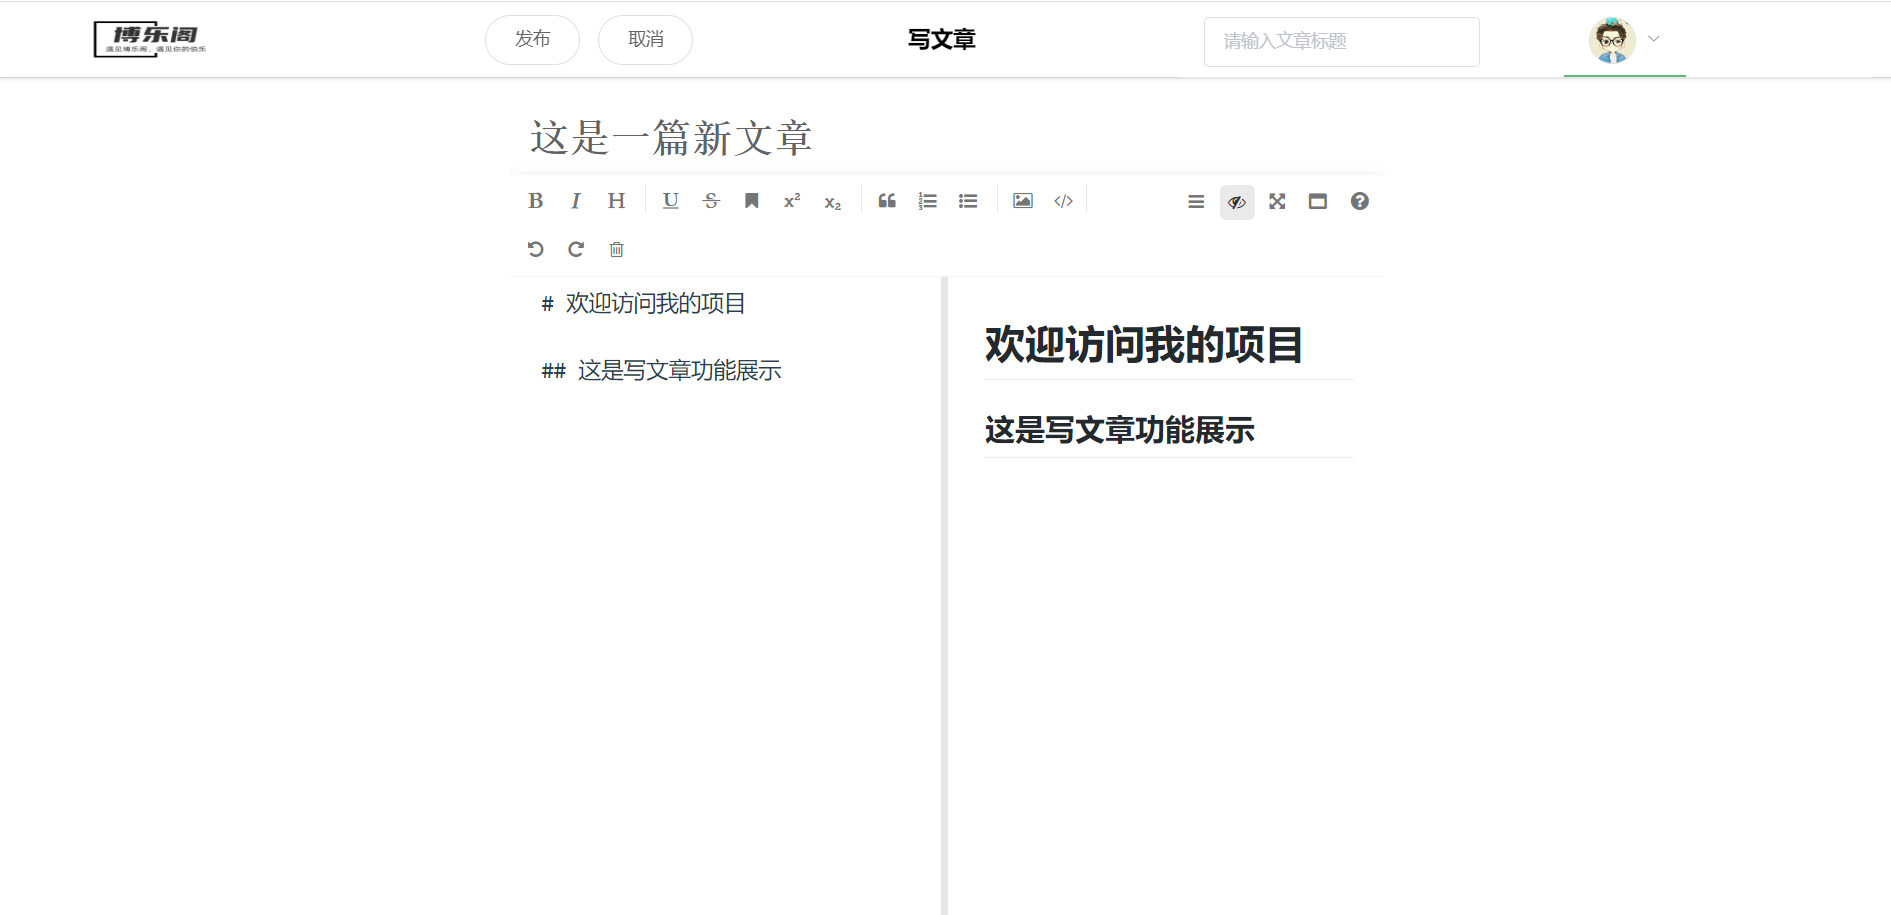 博乐阁
遇见博乐阁，遇见你的伯乐
发布
取消
写文章
请输入文章标题
这是一篇新文章
B I H U S x² x₂
# 欢迎访问我的项目
## 这是写文章功能展示
欢迎访问我的项目
这是写文章功能展示